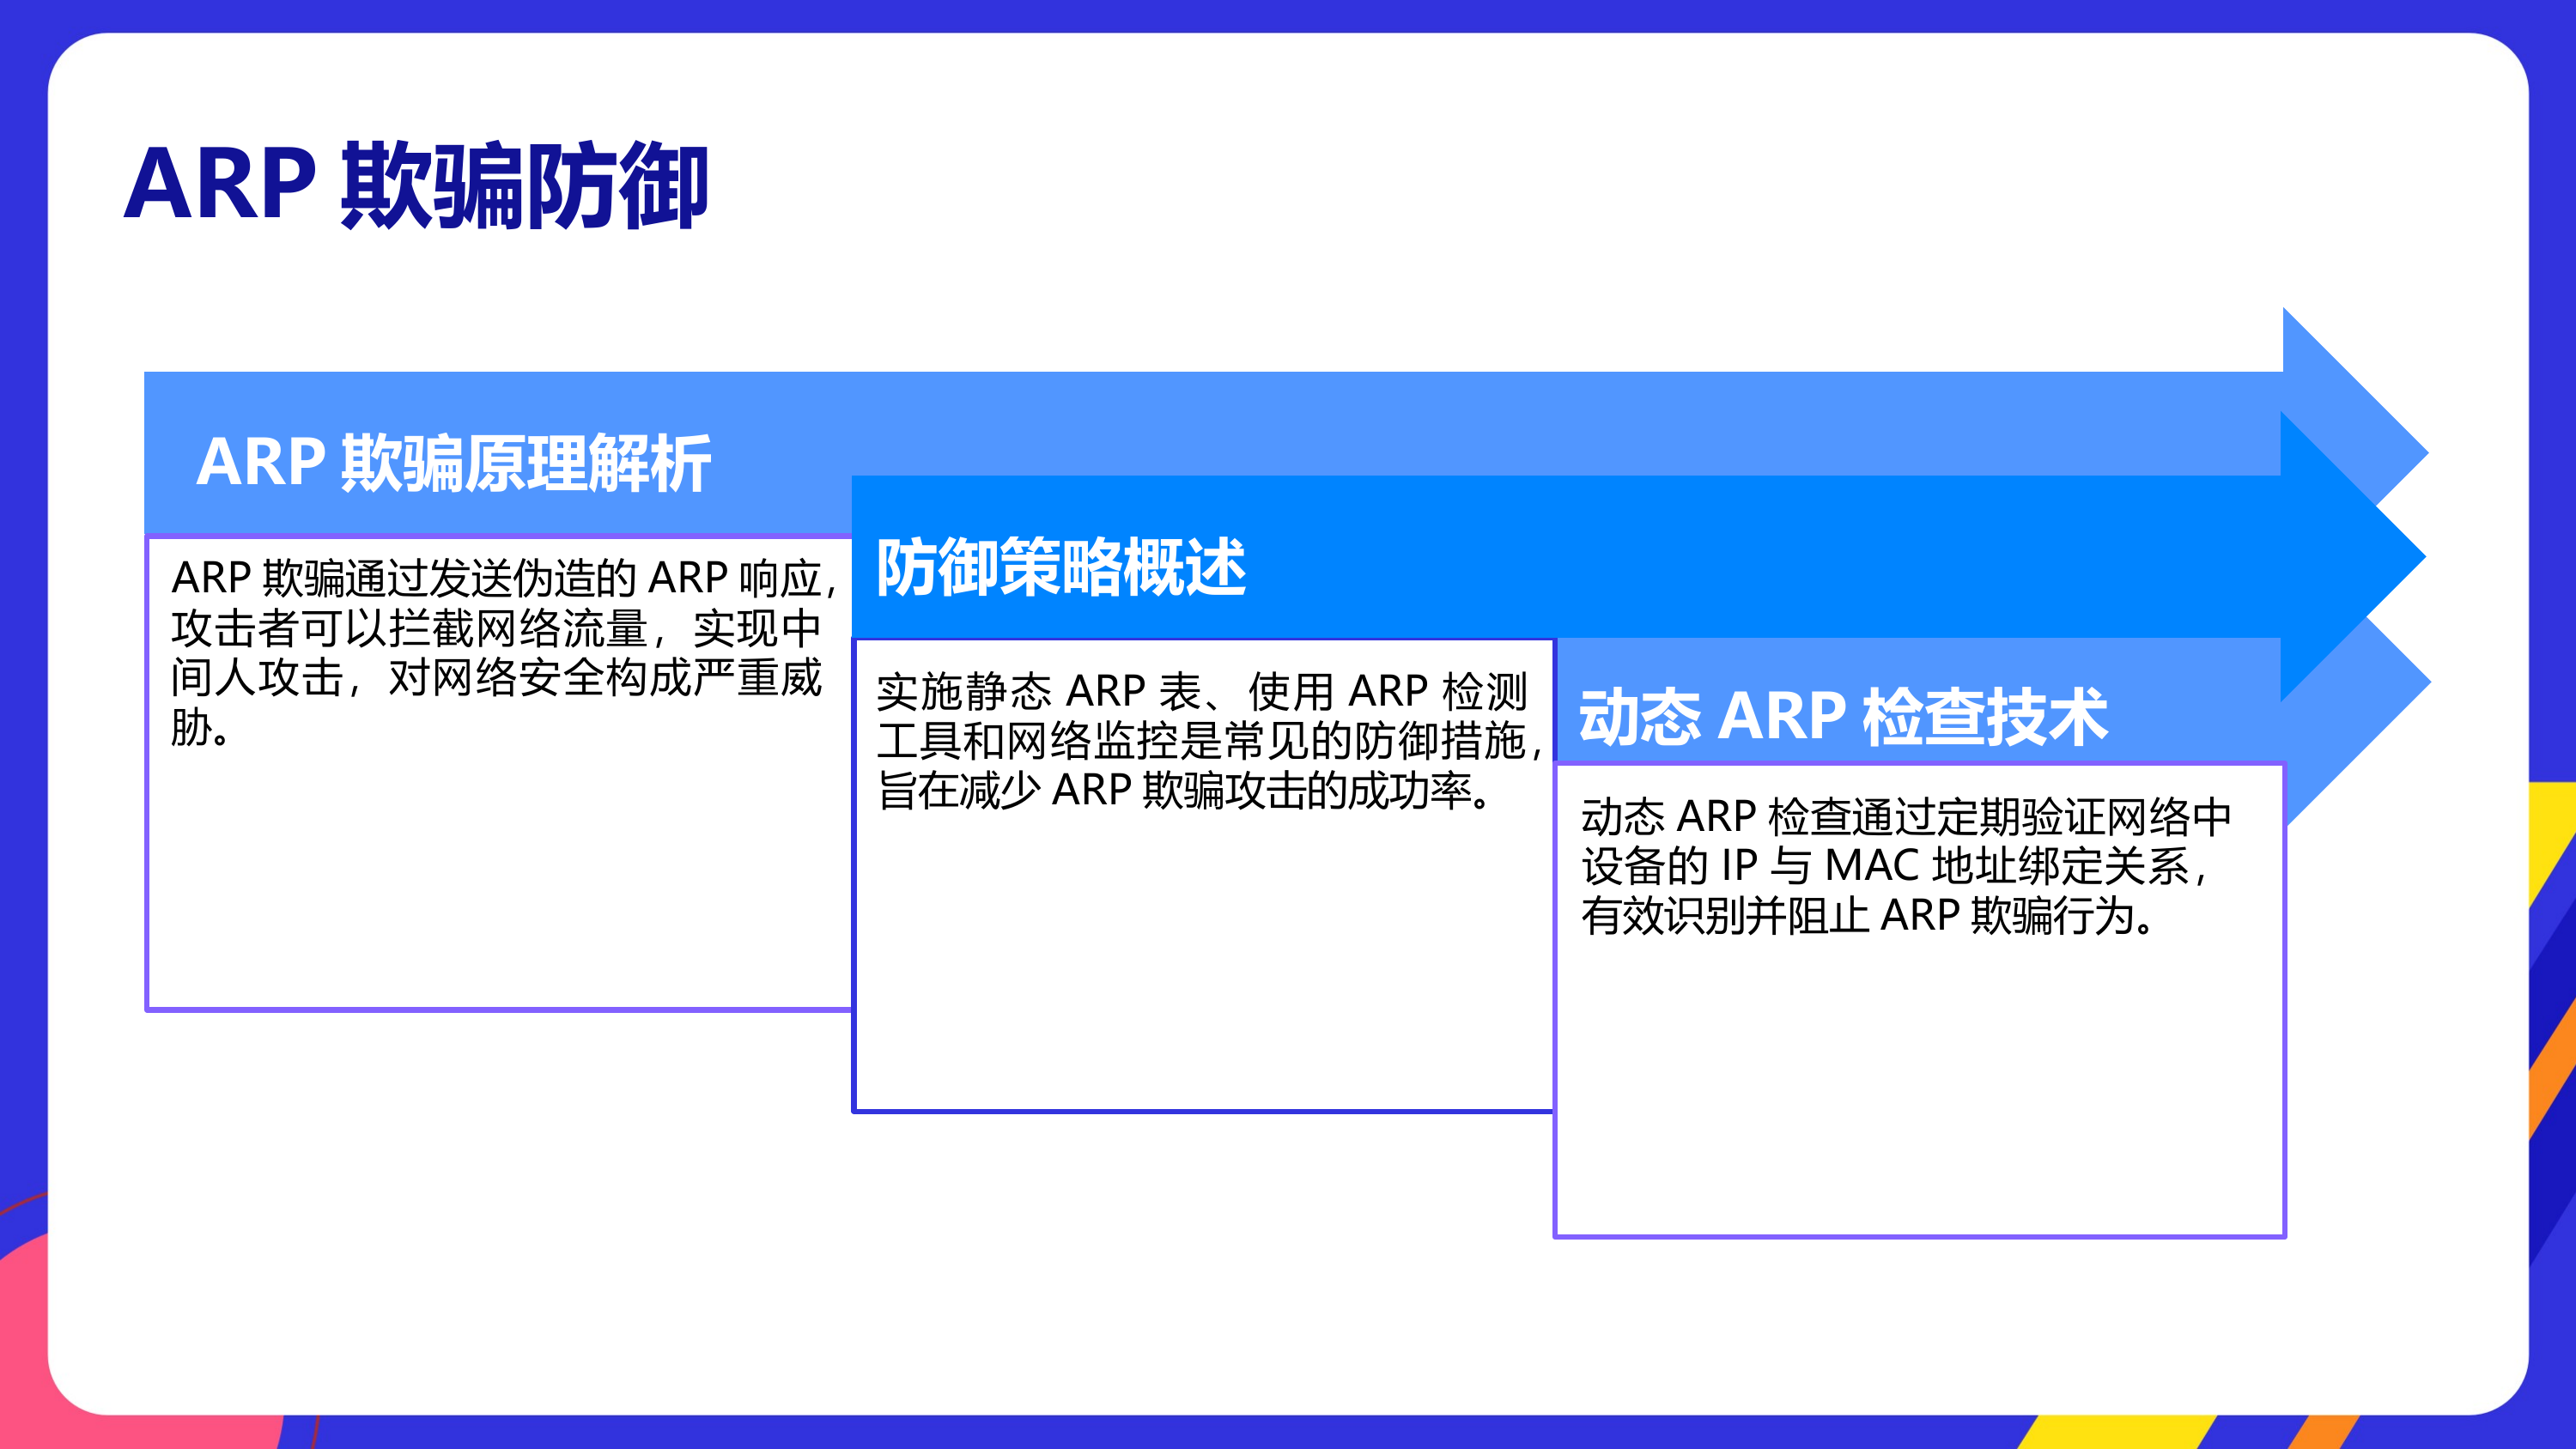 ARP 欺骗防御
ARP 欺骗原理解析
ARP 欺骗通过发送伪造的 ARP 响应，
攻击者可以拦截网络流量，实现中
间人攻击，对网络安全构成严重威
胁。
防御策略概述
实施静态 ARP 表、使用 ARP 检测
工具和网络监控是常见的防御措施，
旨在减少 ARP 欺骗攻击的成功率。
动态 ARP 检查技术
动态 ARP 检查通过定期验证网络中
设备的 IP 与 MAC 地址绑定关系，
有效识别并阻止 ARP 欺骗行为。